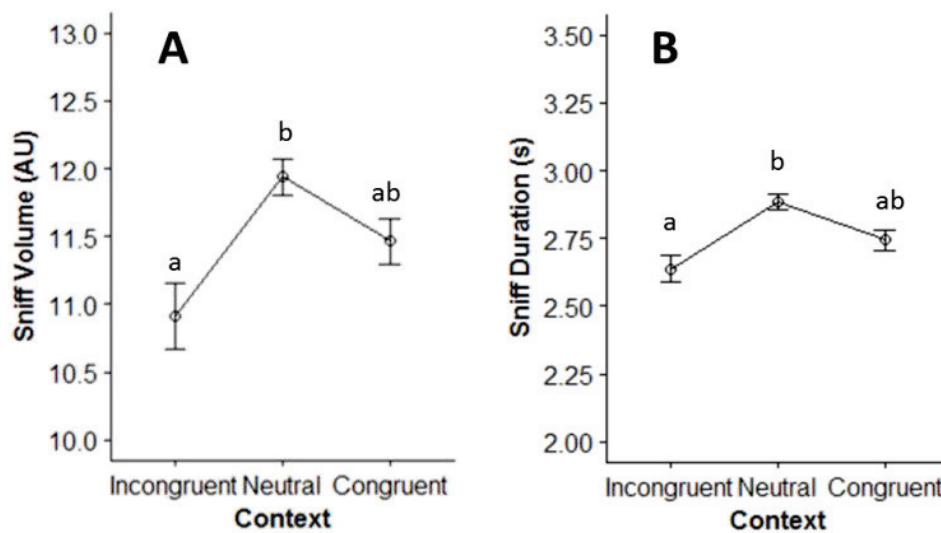 A
Sniff Volume (AU)
13.0
12.5
12.0
11.5
11.0
10.5
10.0
a
b
ab
Incongruent Neutral Congruent
Context
B
Sniff Duration (s)
3.50
3.25
3.00
2.75
2.50
2.25
2.00
a
b
ab
Incongruent Neutral Congruent
Context